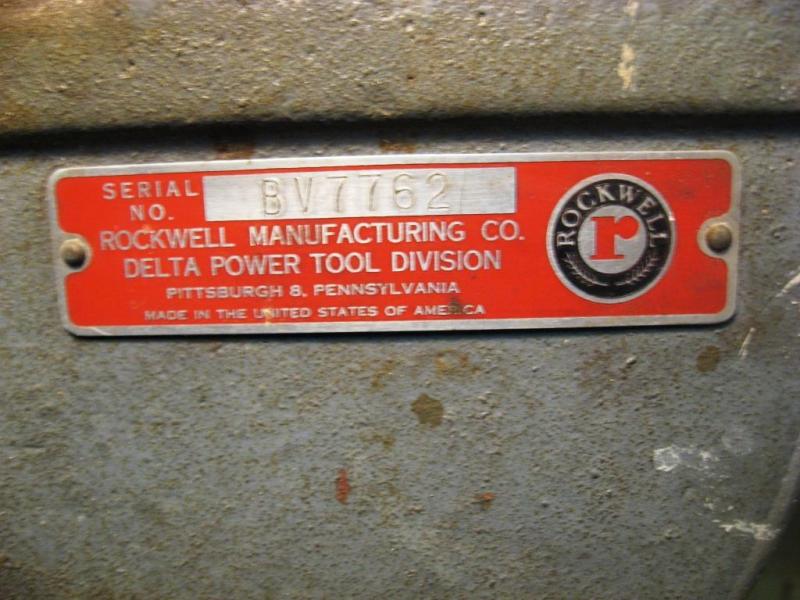 SERIAL NO. BV7762
ROCKWELL MANUFACTURING CO.
DELTA POWER TOOL DIVISION
PITTSBURGH 8, PENNSYLVANIA
MADE IN THE UNITED STATES OF AMERICA
ROCKWELL
r